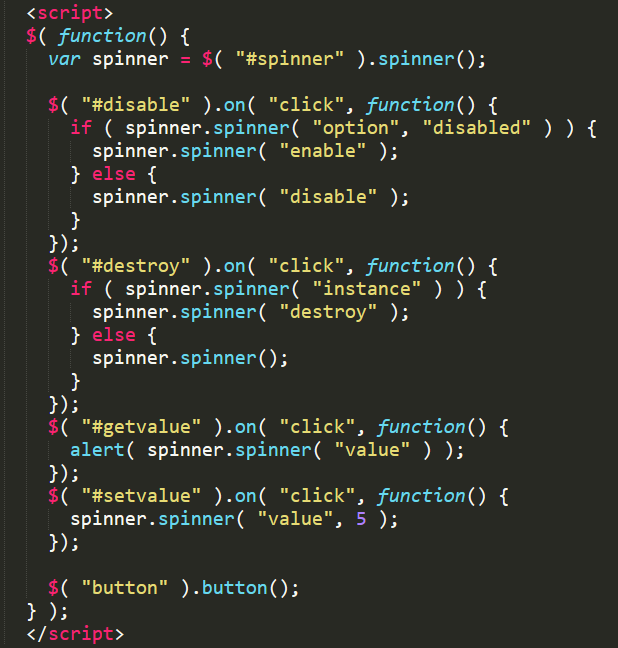 <script>
$( function() {
  var spinner = $( "#spinner" ).spinner();

  $( "#disable" ).on( "click", function() {
    if ( spinner.spinner( "option", "disabled" ) ) {
      spinner.spinner( "enable" );
    } else {
      spinner.spinner( "disable" );
    }
  });
  $( "#destroy" ).on( "click", function() {
    if ( spinner.spinner( "instance" ) ) {
      spinner.spinner( "destroy" );
    } else {
      spinner.spinner();
    }
  });
  $( "#getvalue" ).on( "click", function() {
    alert( spinner.spinner( "value" ) );
  });
  $( "#setvalue" ).on( "click", function() {
    spinner.spinner( "value", 5 );
  });

  $( "button" ).button();
} );
</script>